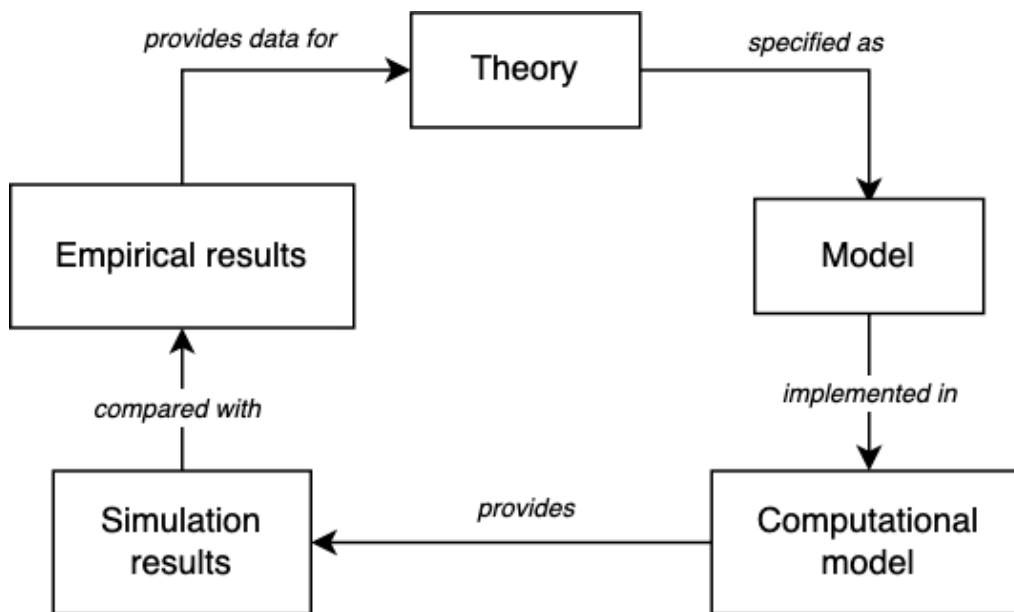 provides data for
Theory
specified as
Empirical results
Model
compared with
implemented in
Simulation
results
provides
Computational
model